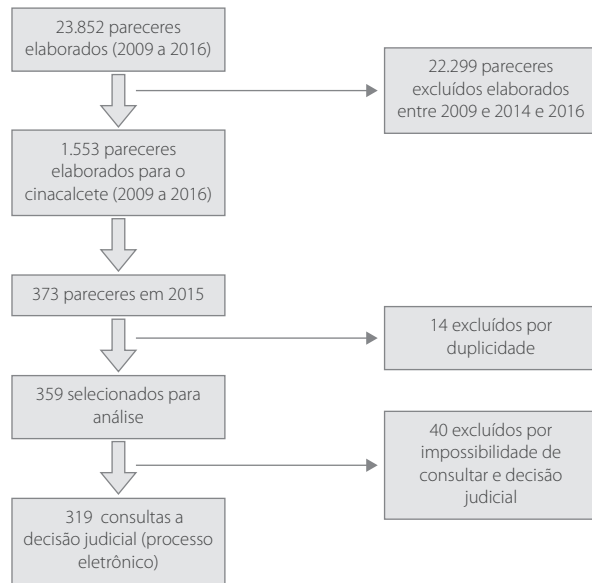 23.852 pareceres
elaborados (2009 a 2016)
22.299 pareceres
excluídos elaborados
entre 2009 e 2014 e 2016
1.553 pareceres
elaborados para o
cinacalcete (2009 a 2016)
373 pareceres em 2015
14 excluídos por
duplicidade
359 selecionados para
análise
40 excluídos por
impossibilidade de
consultar e decisão
judicial
319 consultas a
decisão judicial (processo
eletrônico)